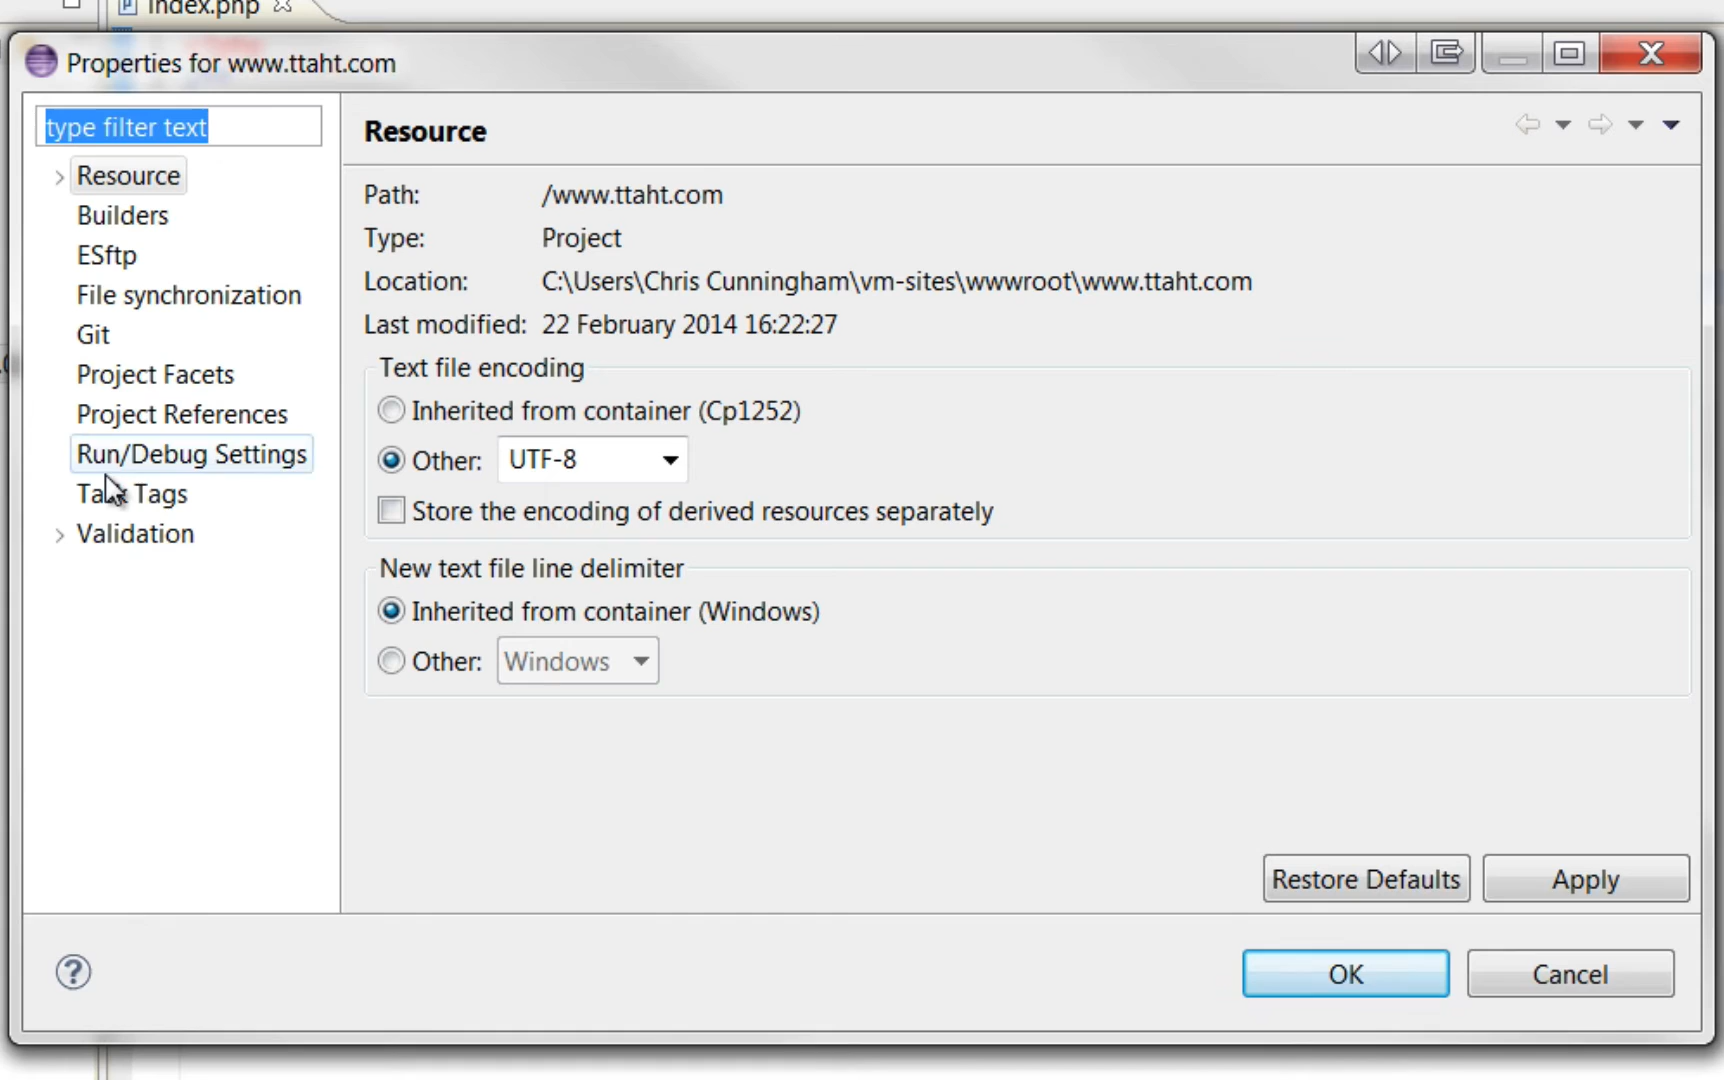 index.php
Properties for www.ttaht.com
type filter text
Resource
Builders
ESftp
File synchronization
Git
Project Facets
Project References
Run/Debug Settings
Task Tags
Validation
Resource
Path: /www.ttaht.com
Type: Project
Location: C:\Users\Chris Cunningham\vm-sites\wwwroot\www.ttaht.com
Last modified: 22 February 2014 16:22:27
Text file encoding
Inherited from container (Cp1252)
Other: UTF-8
Store the encoding of derived resources separately
New text file line delimiter
Inherited from container (Windows)
Other: Windows
Restore Defaults Apply
OK Cancel